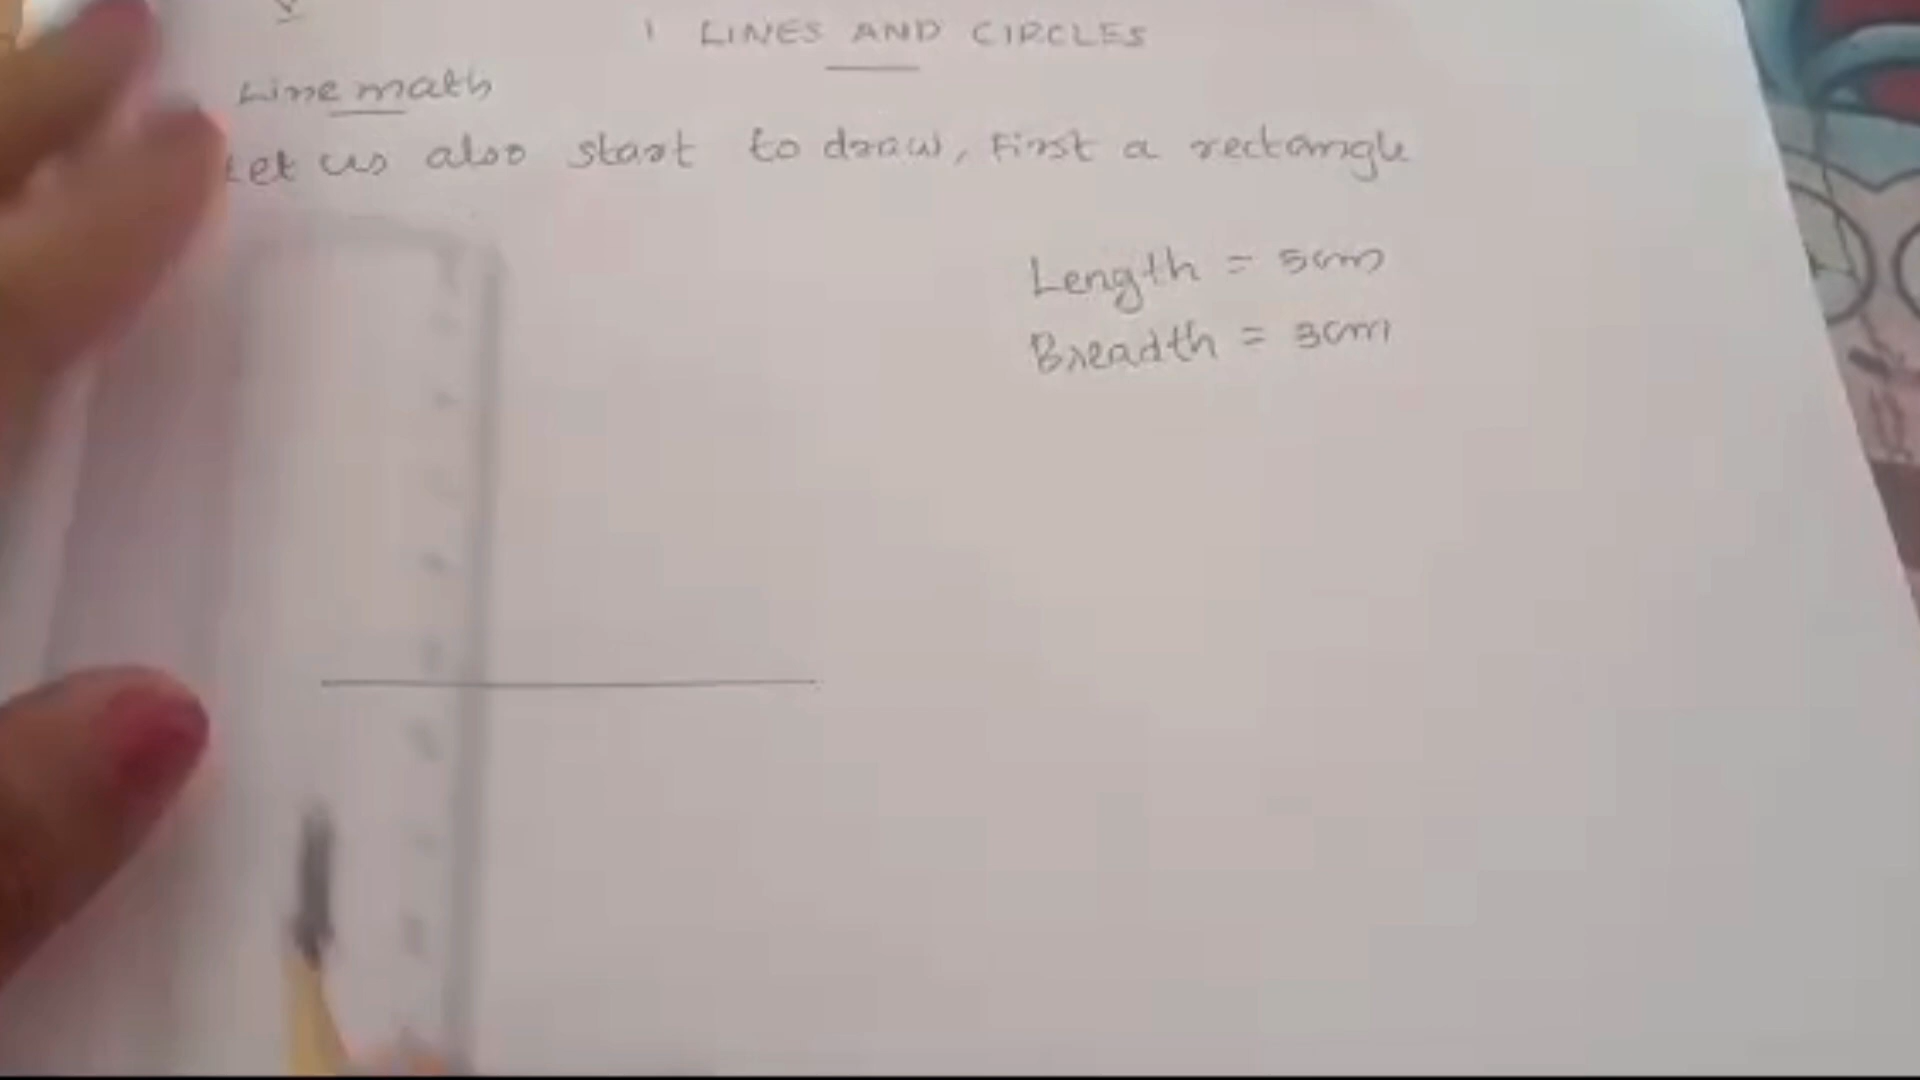 1 LINES AND CIRCLES
Line math
Let us also start to draw, First a rectangle
Length = 5cm
Breadth = 3cm